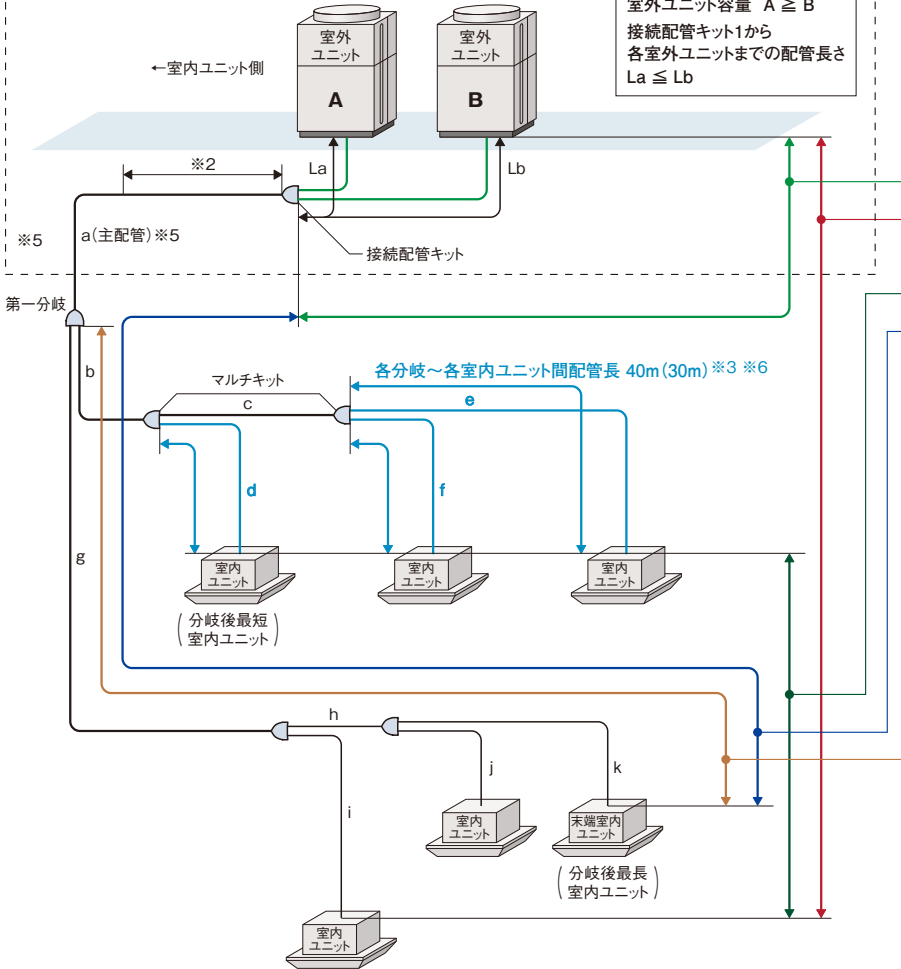 室外ユニット容量 A ≧ B
接続配管キット1から
各室外ユニットまでの配管長さ
La ≦ Lb
室外
ユニット
A
室外
ユニット
B
←室内ユニット側
※2
La
Lb
※5
a(主配管)※5
接続配管キット
第一分岐
b
マルチキット
c
各分岐～各室内ユニット間配管長 40m(30m)※3 ※6
e
d
f
g
室内
ユニット
室内
ユニット
室内
ユニット
(分岐後最短
室内ユニット)
h
i
j
k
室内
ユニット
末端室内
ユニット
(分岐後最長
室内ユニット)
室内
ユニット